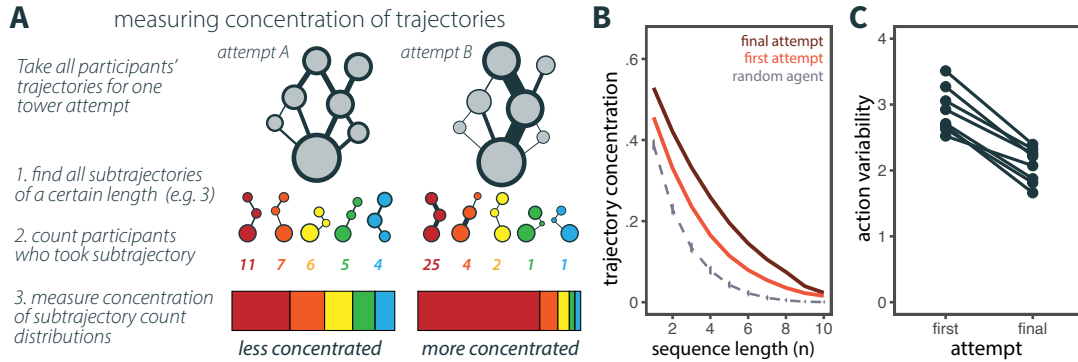 A
measuring concentration of trajectories
attempt A
attempt B
Take all participants'
trajectories for one
tower attempt
1. find all subtrajectories
of a certain length (e.g. 3)
2. count participants
who took subtrajectory
11 7 6 5 4
25 4 2 1 1
3. measure concentration
of subtrajectory count
distributions
less concentrated
more concentrated
B
final attempt
first attempt
random agent
trajectory concentration
.6
.4
.2
0
2 4 6 8 10
sequence length (n)
C
action variability
4
3
2
1
0
first final
attempt